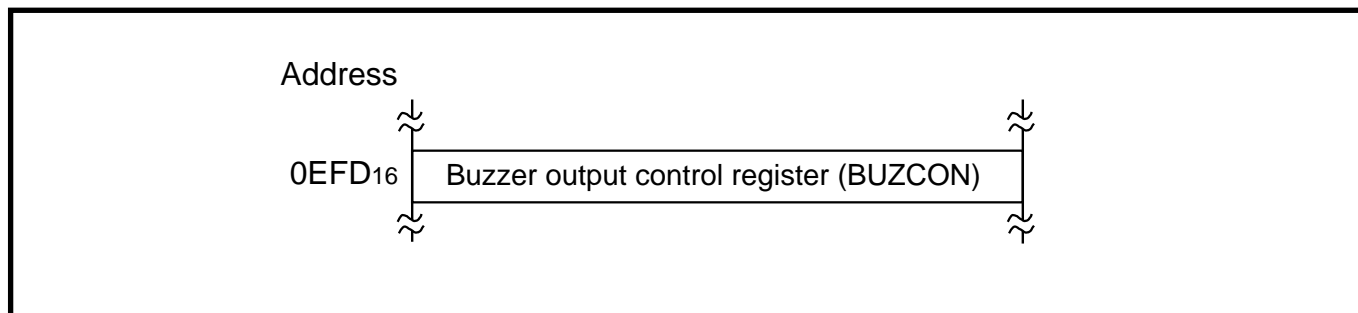 Address
0EFD16 Buzzer output control register (BUZCON)